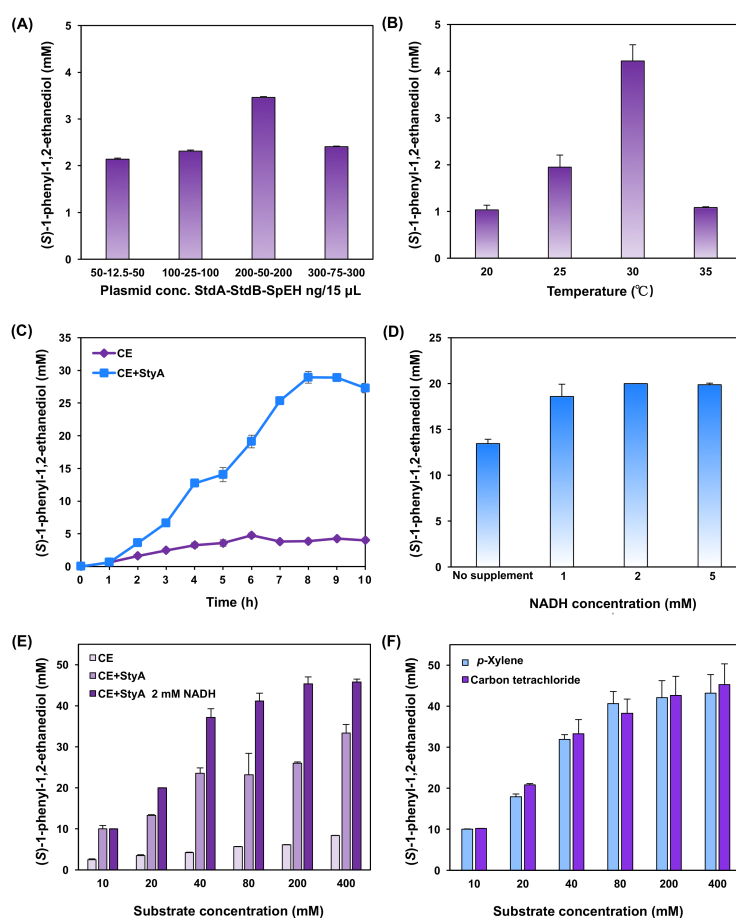 (A)
(S)-1-phenyl-1,2-ethanediol (mM)
5
4
3
2
1
0
50-12.5-50 100-25-100 200-50-200 300-75-300
Plasmid conc. StdA-StdB-SpEH ng/15 µL
(B)
(S)-1-phenyl-1,2-ethanediol (mM)
5
4
3
2
1
0
20 25 30 35
Temperature (℃)
(C)
(S)-1-phenyl-1,2-ethanediol (mM)
35
30
25
20
15
10
5
0
CE
CE+StyA
0 1 2 3 4 5 6 7 8 9 10
Time (h)
(D)
(S)-1-phenyl-1,2-ethanediol (mM)
25
20
15
10
5
0
No supplement 1 2 5
NADH concentration (mM)
(E)
(S)-1-phenyl-1,2-ethanediol (mM)
50
40
30
20
10
0
CE
CE+StyA
CE+StyA 2 mM NADH
10 20 40 80 200 400
Substrate concentration (mM)
(F)
(S)-1-phenyl-1,2-ethanediol (mM)
50
40
30
20
10
0
p-Xylene
Carbon tetrachloride
10 20 40 80 200 400
Substrate concentration (mM)